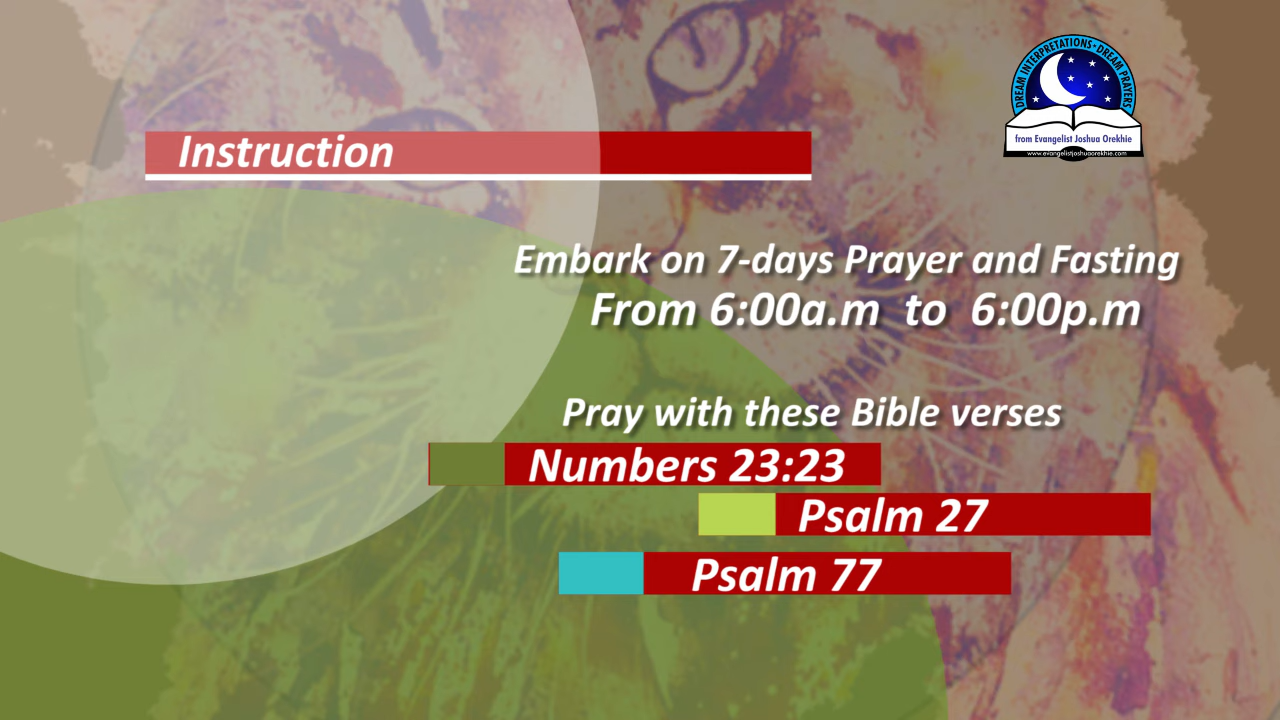 DREAM INTERPRETATIONS • DREAM PRAYERS
from Evangelist Joshua Orekhie
www.evangelistjoshuaorekhie.com
Instruction
Embark on 7-days Prayer and Fasting
From 6:00a.m to 6:00p.m
Pray with these Bible verses
Numbers 23:23
Psalm 27
Psalm 77